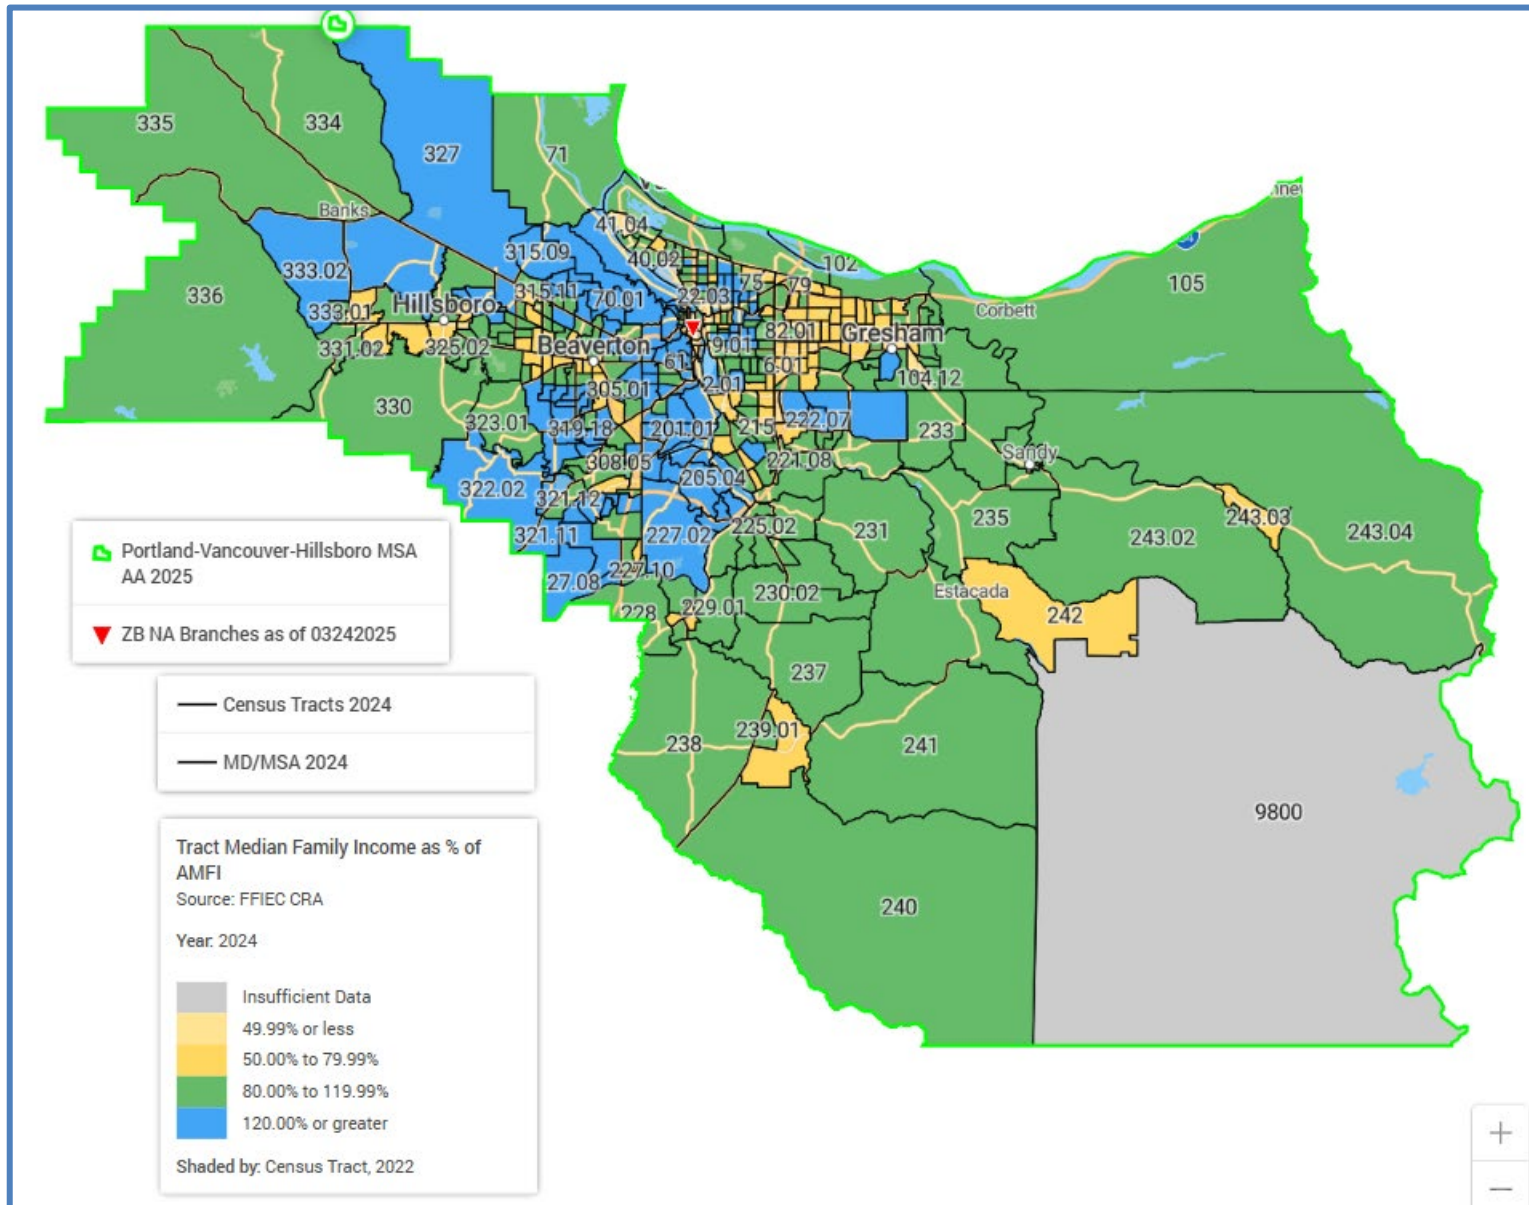 335
334
327
71
Banks
41.04
315.09
40.02
102
333.02
75
79
105
336
315.11
70.01
22.03
Hillsboro
333.01
Corbett
82.01
Gresham
331.02
325.02
Beaverton
9.01
61
6.01
104.12
305.01
2.01
330
323.01
319.18
201.01
215
222.07
233
Sandy
308.05
221.08
205.04
322.02
321.12
243.03
235
231
225.02
243.02
243.04
321.11
227.02
27.08
227.10
230.02
Estacada
228
229.01
242
237
239.01
238
241
9800
240
Portland-Vancouver-Hillsboro MSA
AA 2025
ZB NA Branches as of 03242025
Census Tracts 2024
MD/MSA 2024
Tract Median Family Income as % of
AMFI
Source: FFIEC CRA
Year: 2024
Insufficient Data
49.99% or less
50.00% to 79.99%
80.00% to 119.99%
120.00% or greater
Shaded by: Census Tract, 2022
+
−